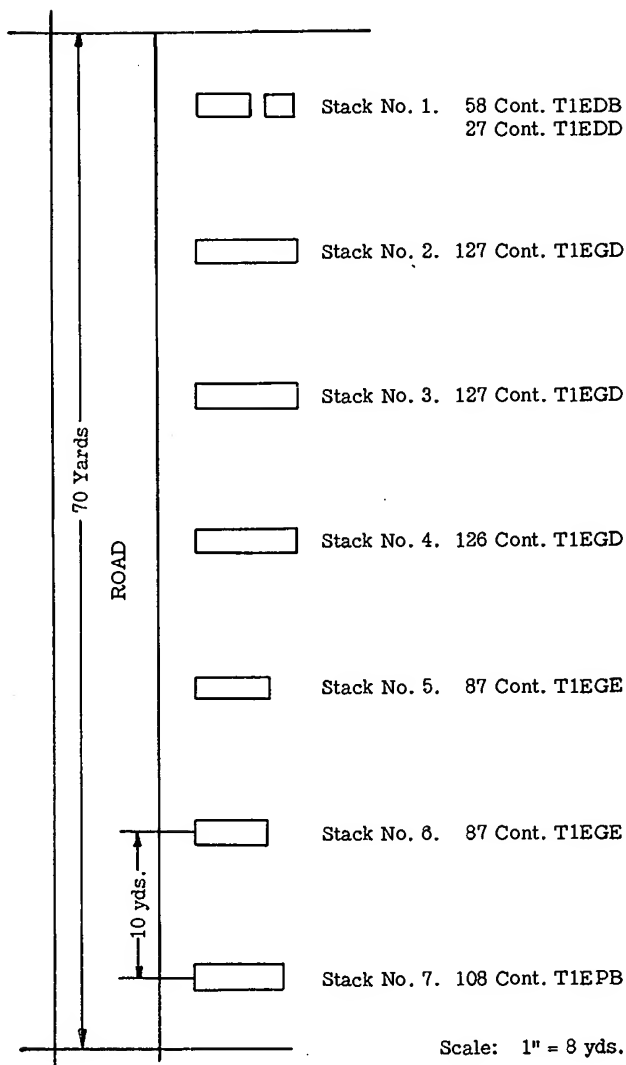 Stack No. 1. 58 Cont. T1EDB
27 Cont. T1EDD
Stack No. 2. 127 Cont. T1EGD
Stack No. 3. 127 Cont. T1EGD
70 Yards
ROAD
Stack No. 4. 126 Cont. T1EGD
Stack No. 5. 87 Cont. T1EGE
Stack No. 6. 87 Cont. T1EGE
10 yds.
Stack No. 7. 108 Cont. T1EPB
Scale: 1" = 8 yds.